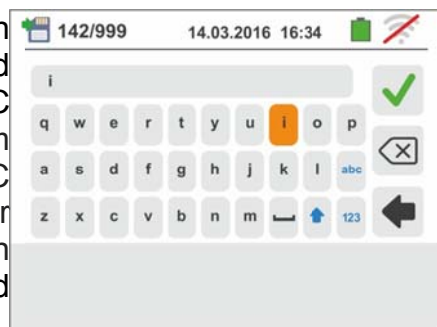 142/999 14.03.2016 16:34
i
q w e r t y u i o p
a s d f g h j k l abc
z x c v b n m 123